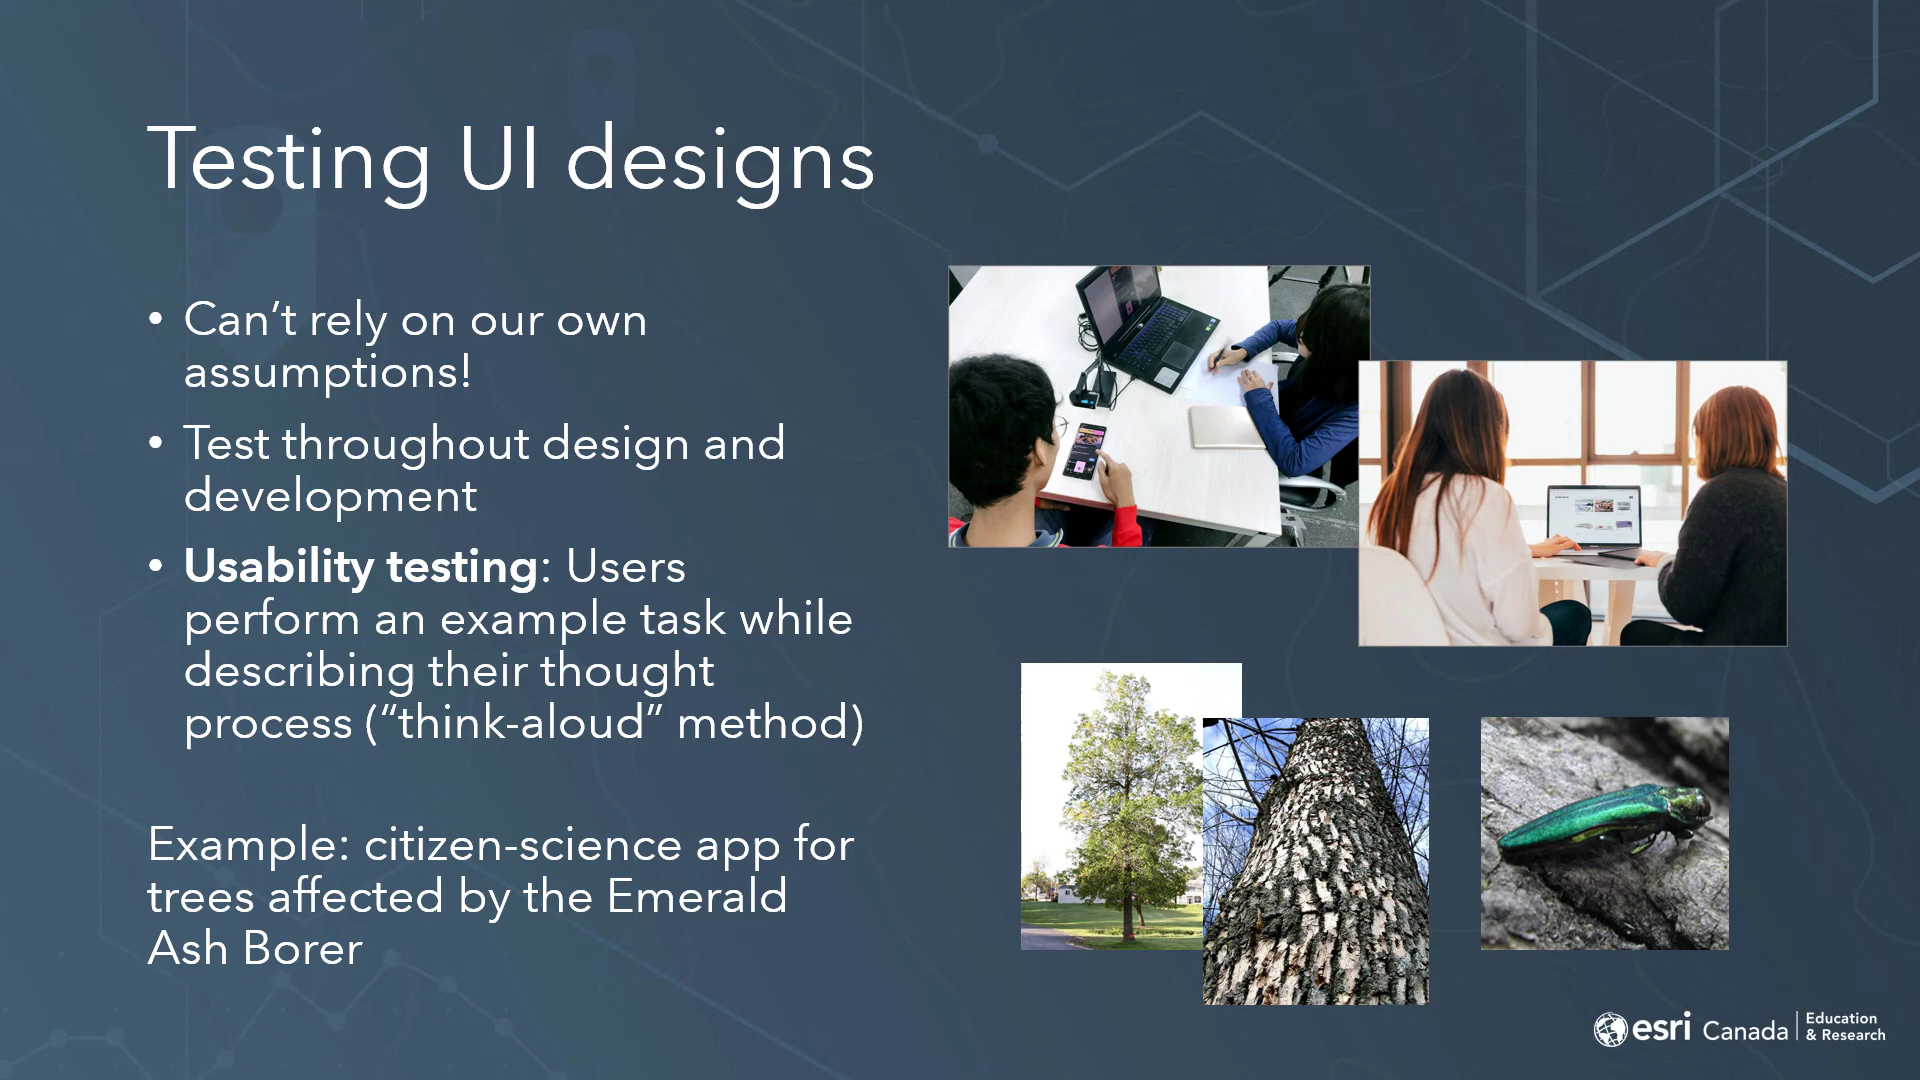 Testing UI designs
• Can’t rely on our own
assumptions!
• Test throughout design and
development
• Usability testing: Users
perform an example task while
describing their thought
process (“think-aloud” method)
Example: citizen-science app for
trees affected by the Emerald
Ash Borer
esri Canada
Education
& Research